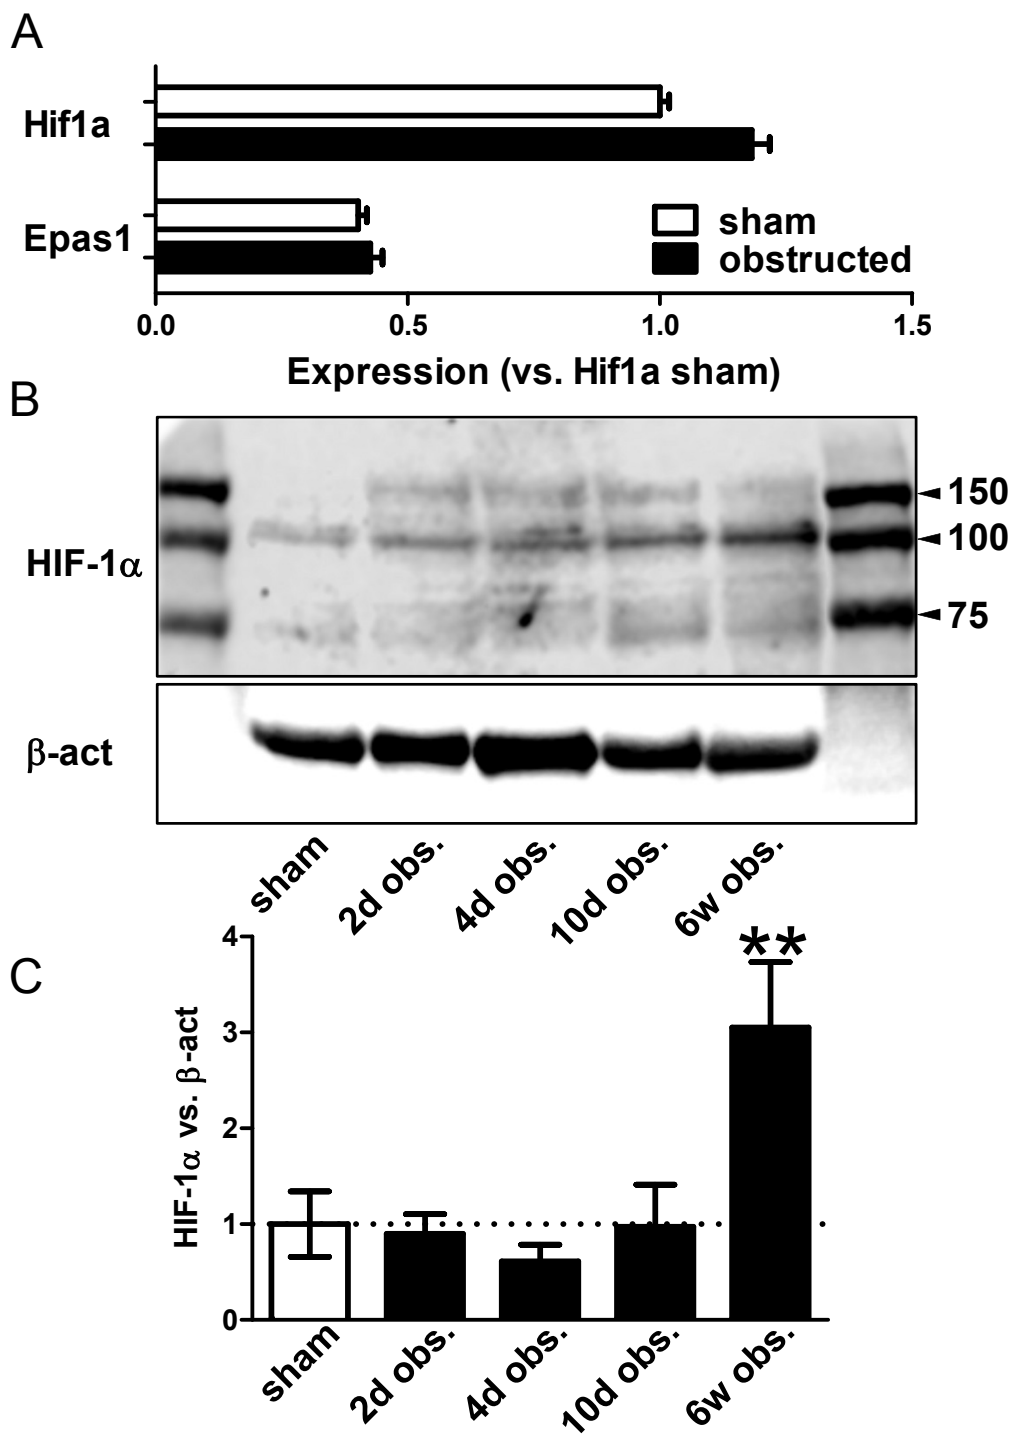 A
Hif1a
Epas1
sham
obstructed
0.0 0.5 1.0 1.5
Expression (vs. Hif1a sham)
B
150
100
HIF-1α
75
β-act
sham 2d obs. 4d obs. 10d obs. 6w obs.
C
HIF-1α vs. β-act
4
3
2
1
0
**
sham 2d obs. 4d obs. 10d obs. 6w obs.